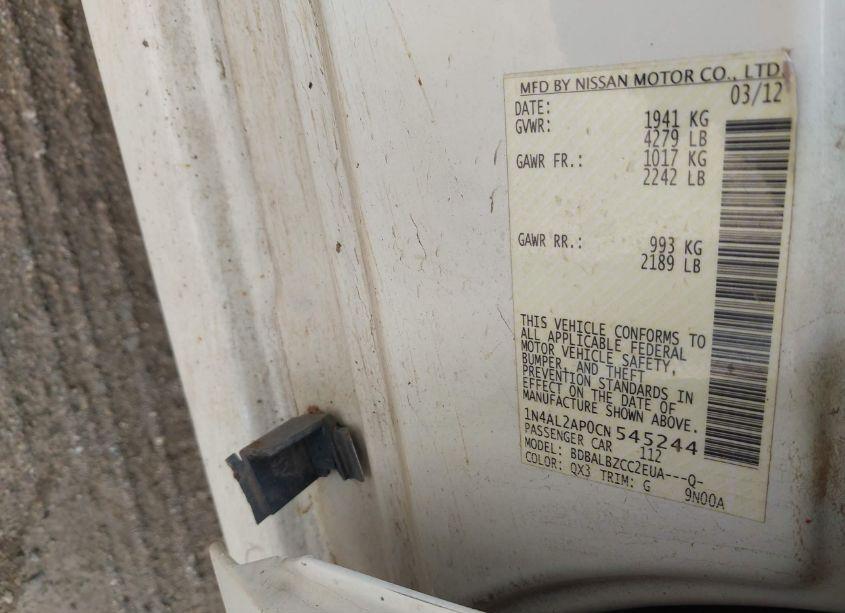 MFD BY NISSAN MOTOR CO., LTD.
DATE: 03/12
GVWR: 1941 KG
4279 LB
GAWR FR.: 1017 KG
2242 LB
GAWR RR.: 993 KG
2189 LB
THIS VEHICLE CONFORMS TO
ALL APPLICABLE FEDERAL
MOTOR VEHICLE SAFETY,
BUMPER, AND THEFT
PREVENTION STANDARDS IN
EFFECT ON THE DATE OF
MANUFACTURE SHOWN ABOVE.
1N4AL2AP0CN545244
PASSENGER CAR 112
MODEL: BDBALBZCC2EUA---Q-
COLOR: QX3 TRIM: G 9N00A